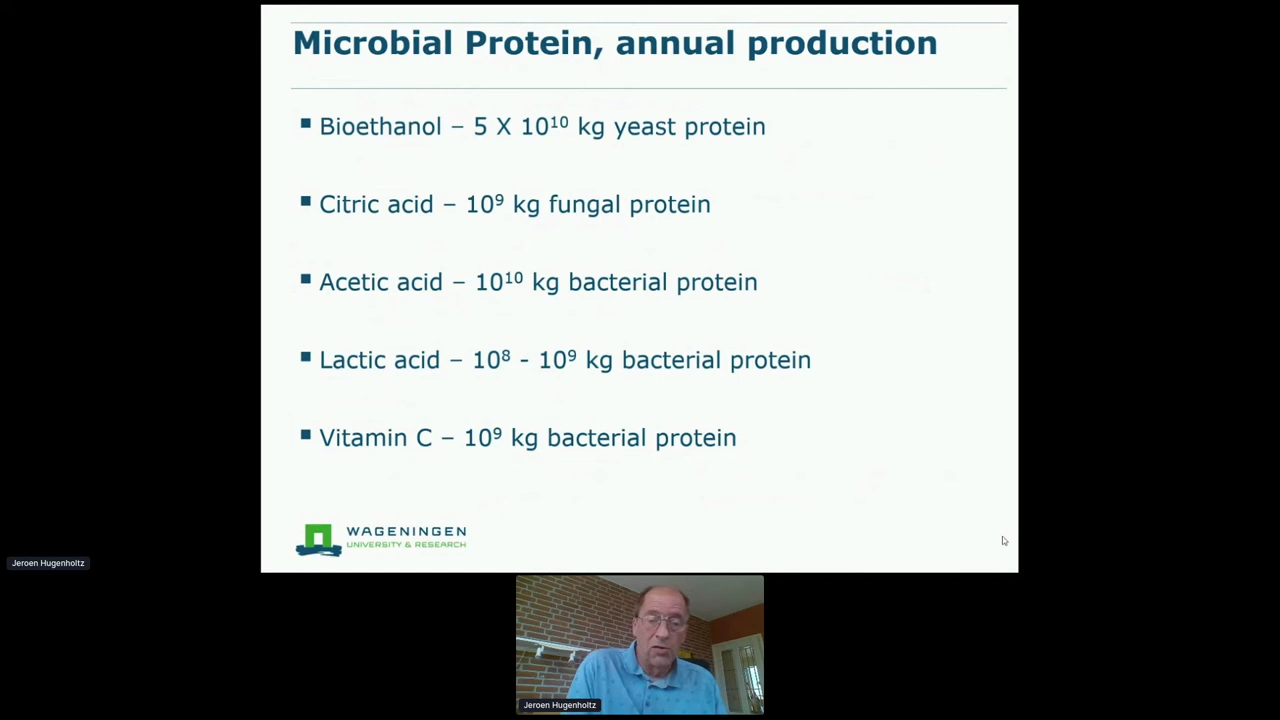 Microbial Protein, annual production
▪ Bioethanol – 5 X 10¹⁰ kg yeast protein
▪ Citric acid – 10⁹ kg fungal protein
▪ Acetic acid – 10¹⁰ kg bacterial protein
▪ Lactic acid – 10⁸ - 10⁹ kg bacterial protein
▪ Vitamin C – 10⁹ kg bacterial protein
WAGENINGEN
UNIVERSITY & RESEARCH
Jeroen Hugenholtz
Jeroen Hugenholtz